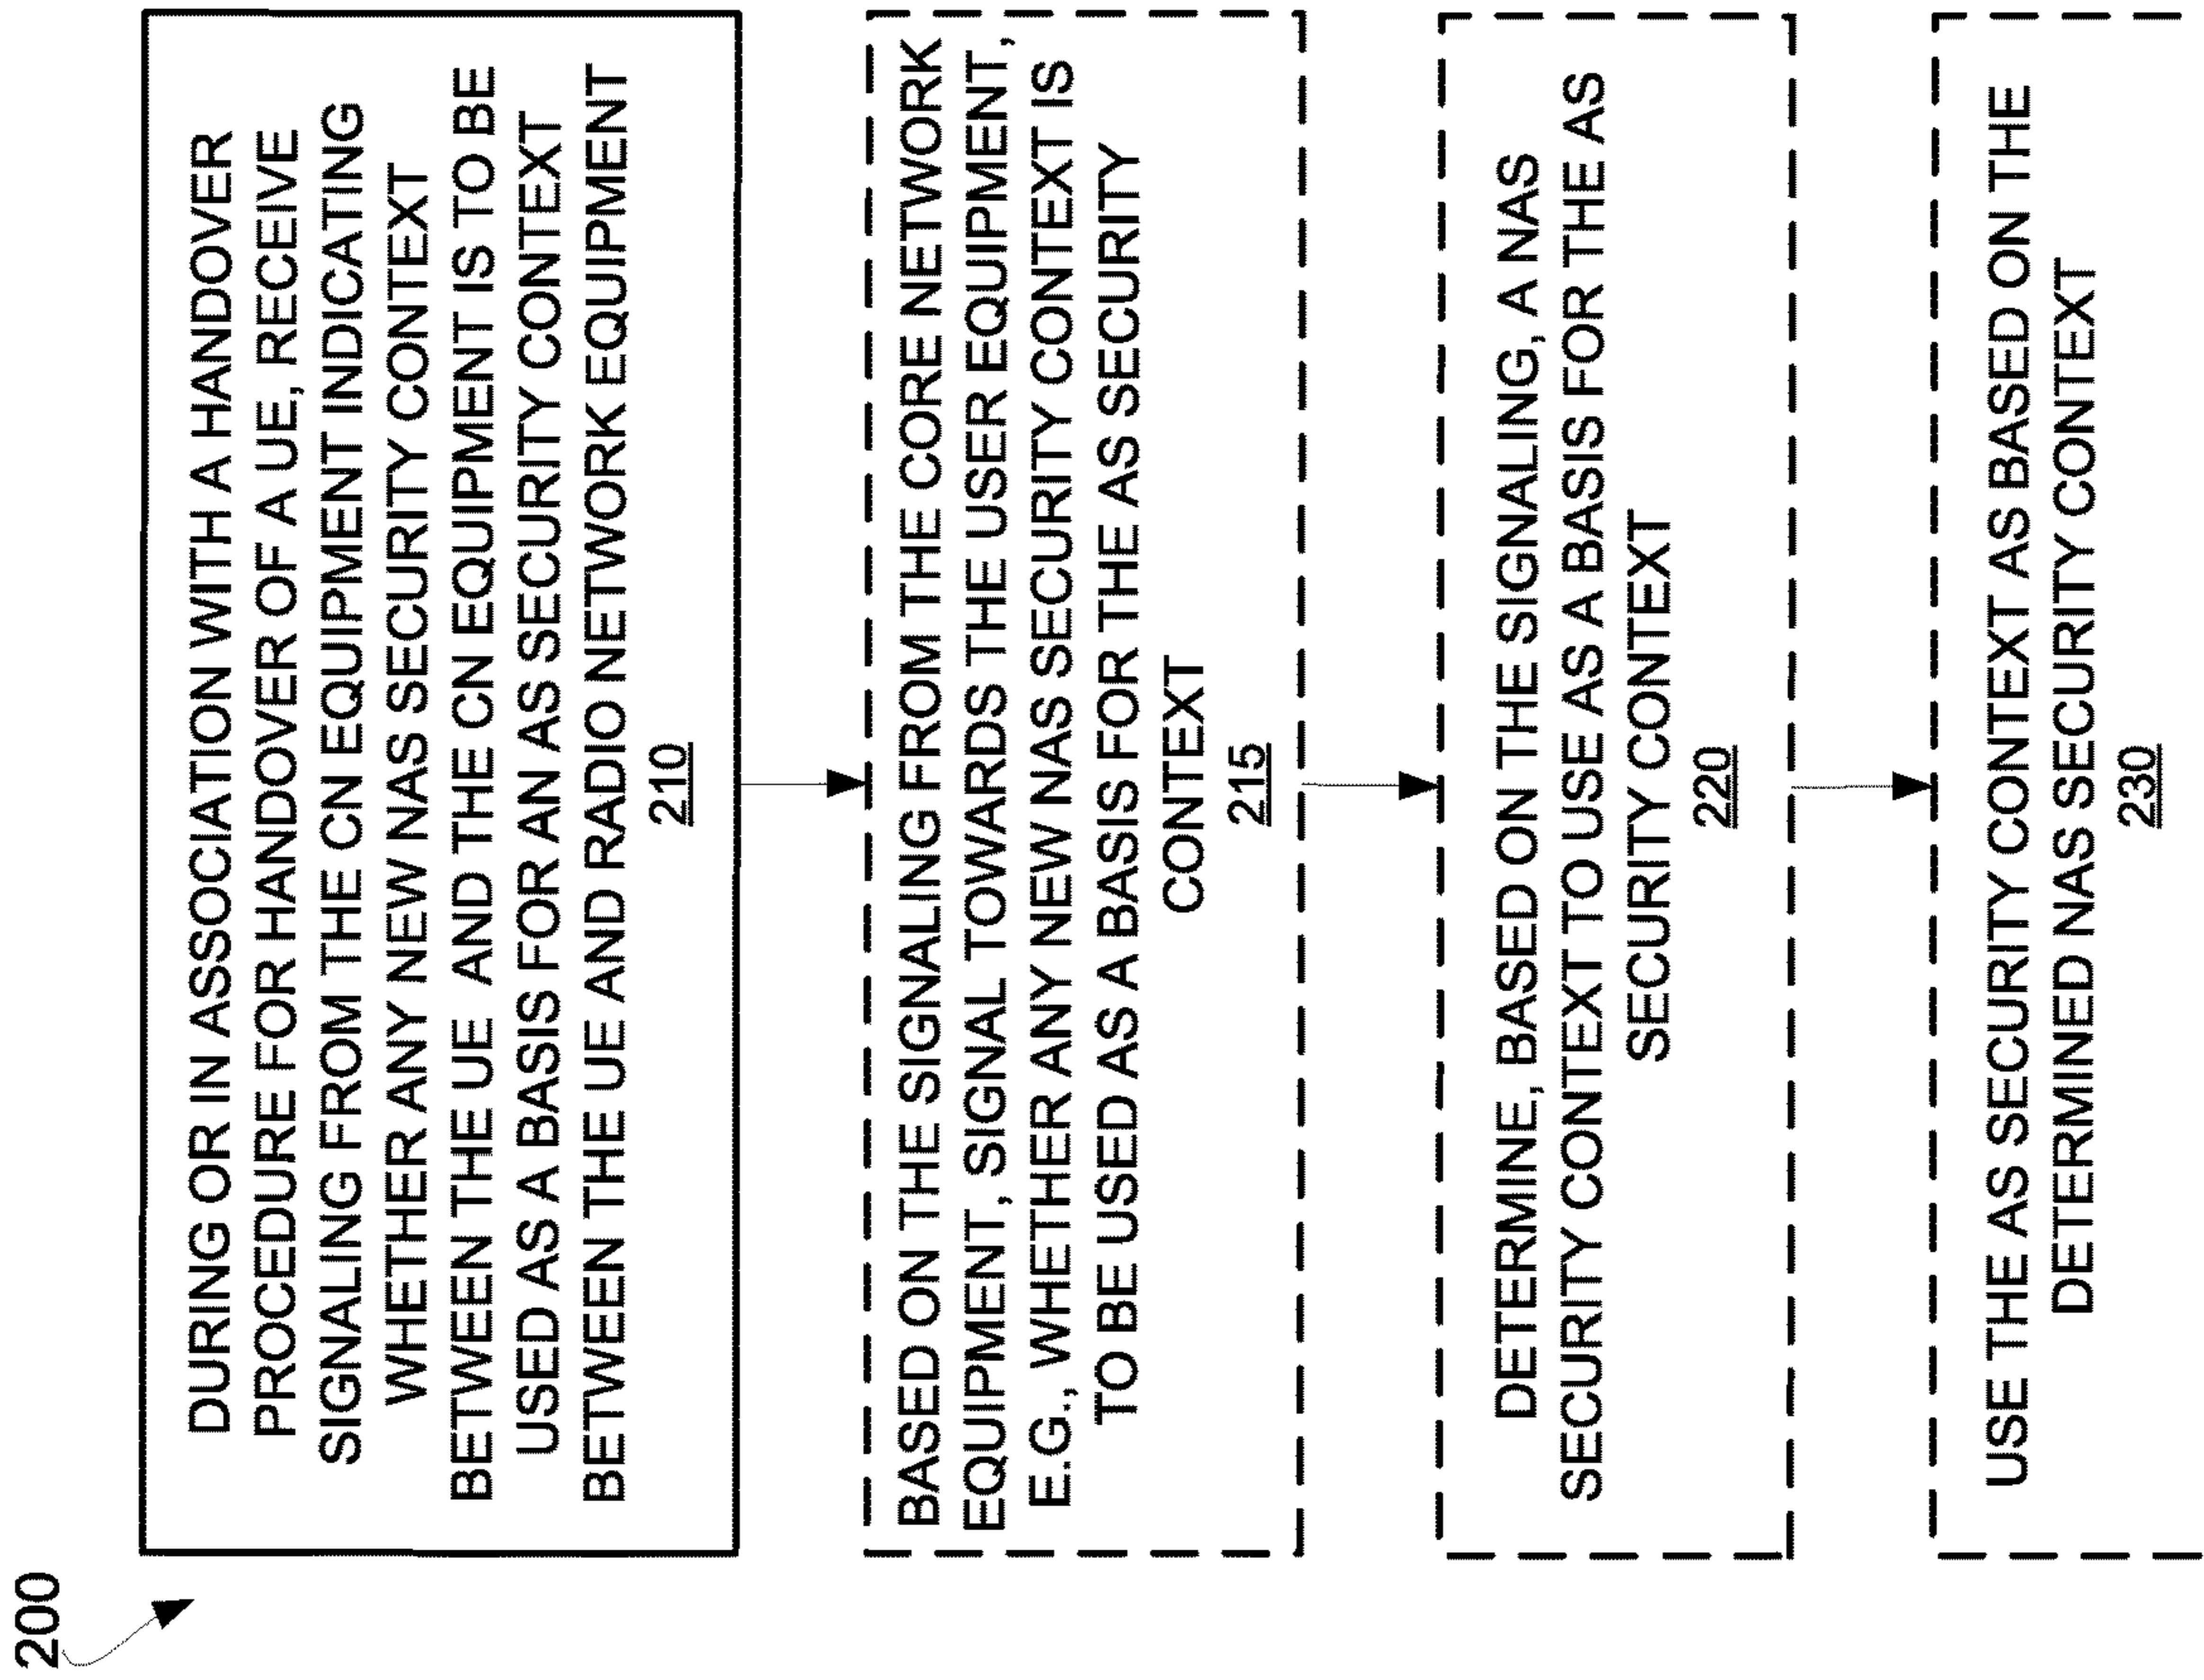 200
DURING OR IN ASSOCIATION WITH A HANDOVER
PROCEDURE FOR HANDOVER OF A UE, RECEIVE
SIGNALING FROM THE CN EQUIPMENT INDICATING
WHETHER ANY NEW NAS SECURITY CONTEXT
BETWEEN THE UE AND THE CN EQUIPMENT IS TO BE
USED AS A BASIS FOR AN AS SECURITY CONTEXT
BETWEEN THE UE AND RADIO NETWORK EQUIPMENT
210
BASED ON THE SIGNALING FROM THE CORE NETWORK
EQUIPMENT, SIGNAL TOWARDS THE USER EQUIPMENT,
E.G., WHETHER ANY NEW NAS SECURITY CONTEXT IS
TO BE USED AS A BASIS FOR THE AS SECURITY
CONTEXT
215
DETERMINE, BASED ON THE SIGNALING, A NAS
SECURITY CONTEXT TO USE AS A BASIS FOR THE AS
SECURITY CONTEXT
220
USE THE AS SECURITY CONTEXT AS BASED ON THE
DETERMINED NAS SECURITY CONTEXT
230